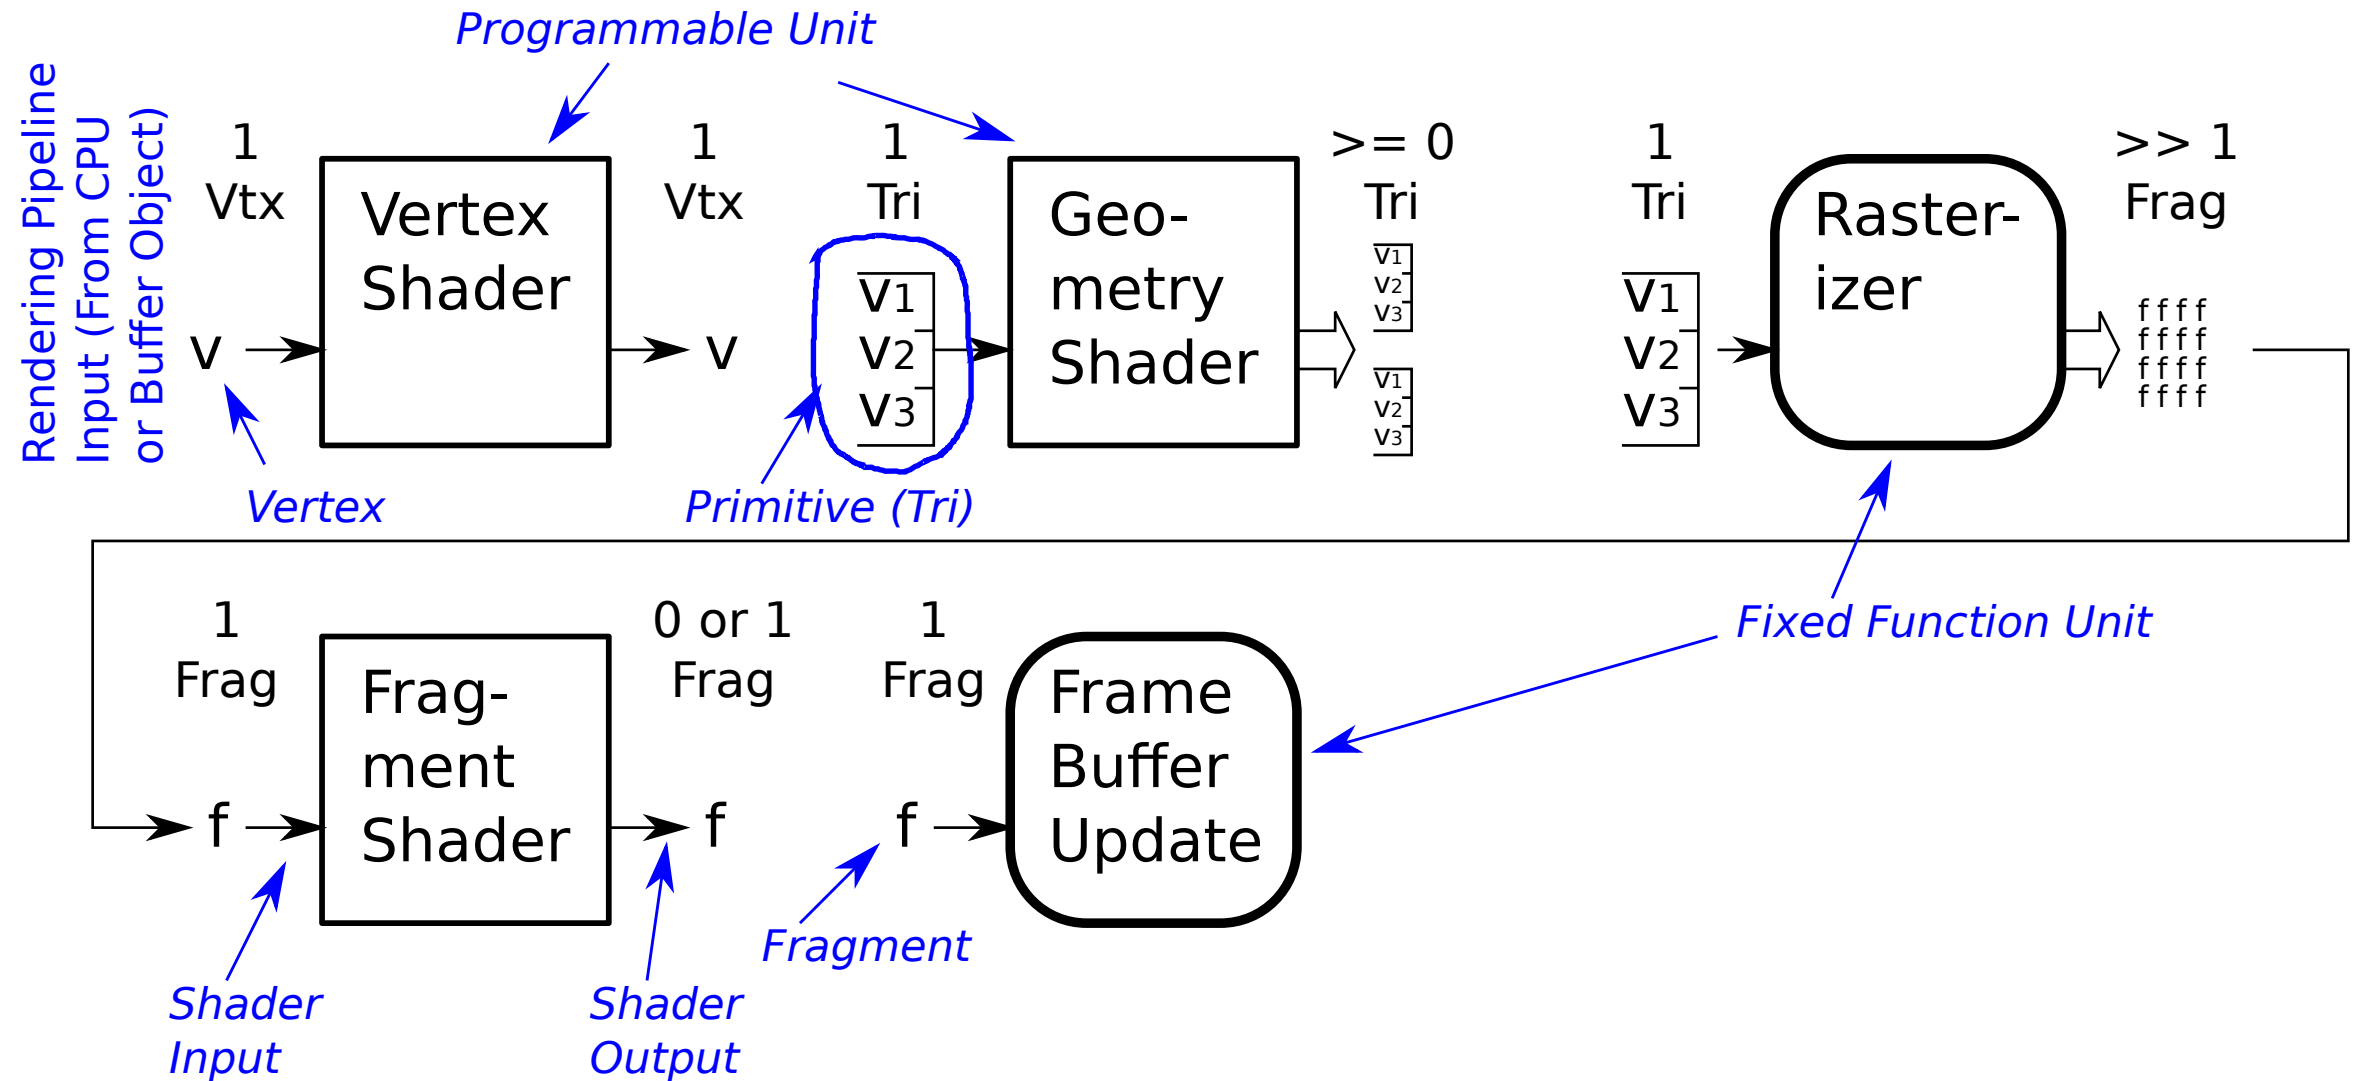 Programmable Unit
Rendering Pipeline
Input (From CPU
or Buffer Object)
1
Vtx
v
Vertex
Vertex
Shader
1
Vtx
v
1
Tri
v1
v2
v3
Primitive (Tri)
Geo-
metry
Shader
>= 0
Tri
v1
v2
v3
v1
v2
v3
1
Tri
v1
v2
v3
Raster-
izer
>> 1
Frag
f f f f
f f f f
f f f f
f f f f
Fixed Function Unit
1
Frag
f
Shader
Input
Frag-
ment
Shader
0 or 1
Frag
f
Shader
Output
1
Frag
f
Fragment
Frame
Buffer
Update